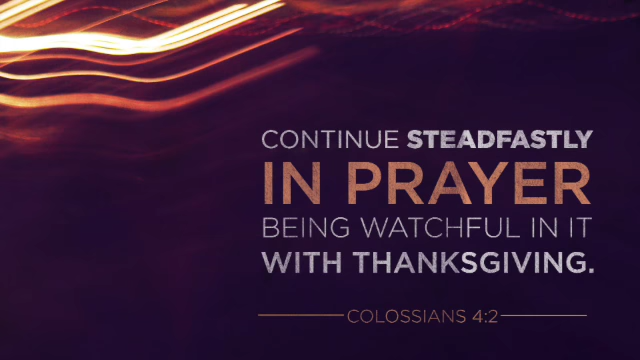 CONTINUE STEADFASTLY
IN PRAYER
BEING WATCHFUL IN IT
WITH THANKSGIVING.
COLOSSIANS 4:2